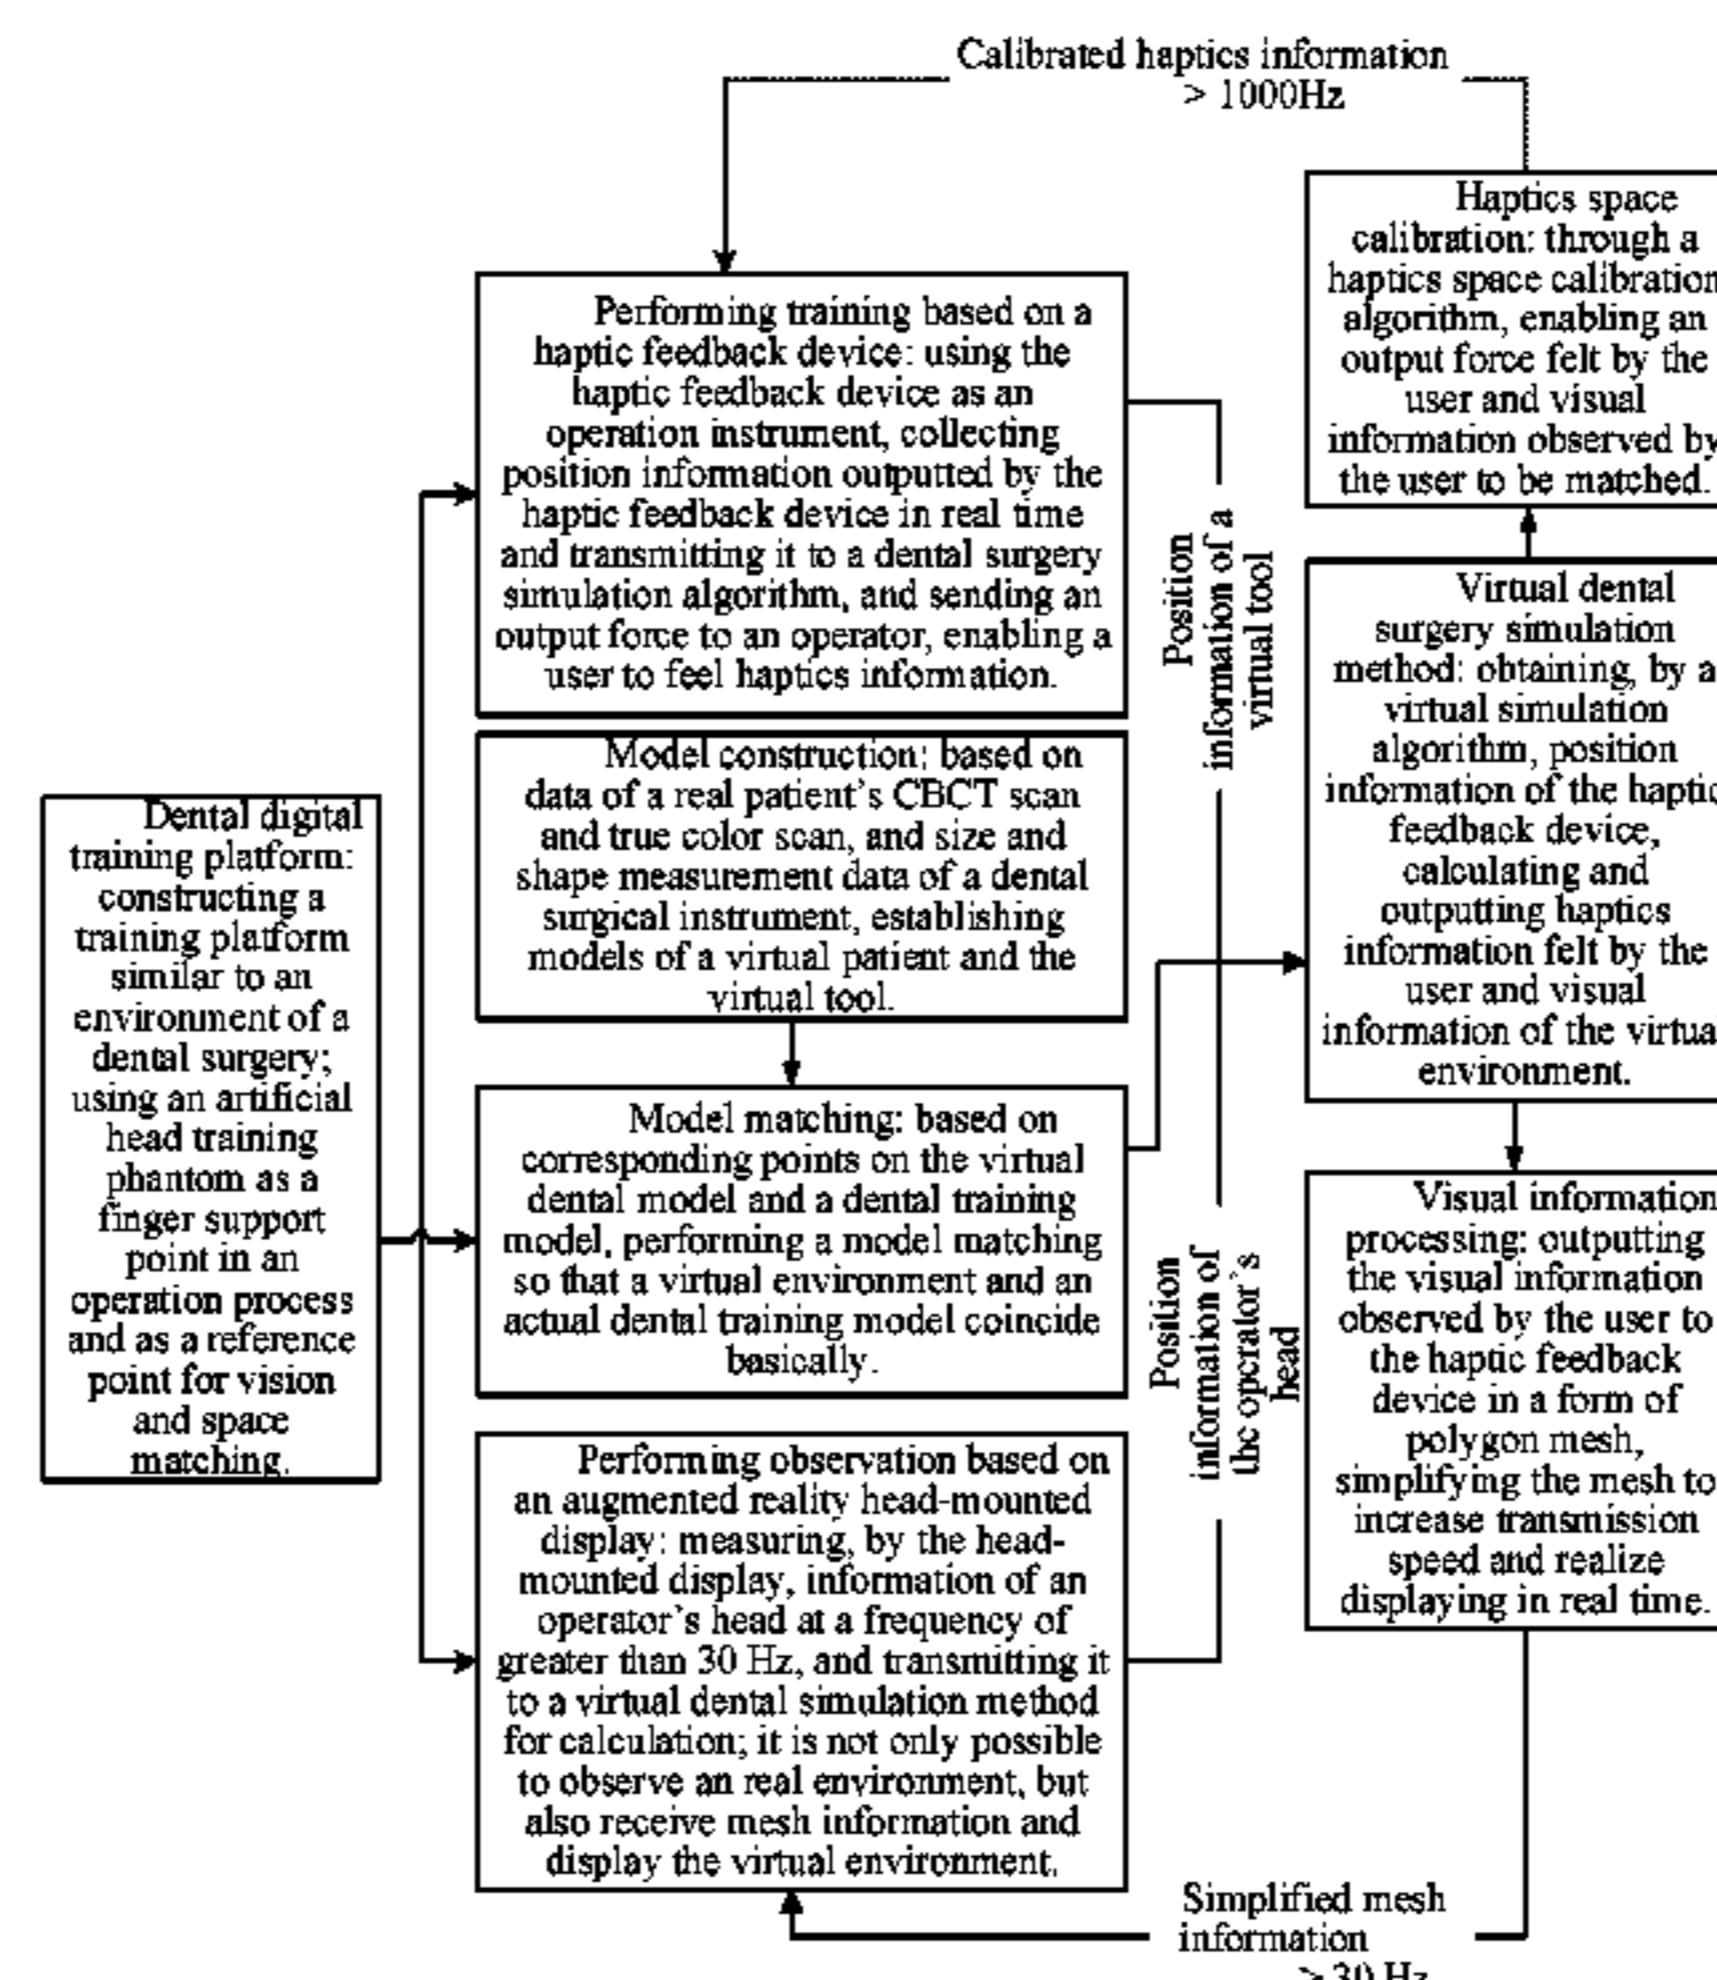 Calibrated haptics information
> 1000Hz
Haptics space
calibration: through a
haptics space calibration
algorithm, enabling an
output force felt by the
user and visual
information observed by
the user to be matched.
Performing training based on a
haptic feedback device: using the
haptic feedback device as an
operation instrument, collecting
position information outputted by the
haptic feedback device in real time
and transmitting it to a dental surgery
simulation algorithm, and sending an
output force to an operator, enabling a
user to feel haptics information.
Position
information of a
virtual tool
Virtual dental
surgery simulation
method: obtaining, by a
virtual simulation
algorithm, position
information of the haptic
feedback device,
calculating and
outputting haptics
information felt by the
user and visual
information of the virtual
environment.
Model construction: based on
data of a real patient's CBCT scan
and true color scan, and size and
shape measurement data of a dental
surgical instrument, establishing
models of a virtual patient and the
virtual tool.
Dental digital
training platform:
constructing a
training platform
similar to an
environment of a
dental surgery;
using an artificial
head training
phantom as a
finger support
point in an
operation process
and as a reference
point for vision
and space
matching.
Model matching: based on
corresponding points on the virtual
dental model and a dental training
model, performing a model matching
so that a virtual environment and an
actual dental training model coincide
basically.
Position
information of
the operator's
head
Visual information
processing: outputting
the visual information
observed by the user to
the haptic feedback
device in a form of
polygon mesh,
simplifying the mesh to
increase transmission
speed and realize
displaying in real time.
Performing observation based on
an augmented reality head-mounted
display: measuring, by the head-
mounted display, information of an
operator's head at a frequency of
greater than 30 Hz, and transmitting it
to a virtual dental simulation method
for calculation; it is not only possible
to observe an real environment, but
also receive mesh information and
display the virtual environment.
Simplified mesh
information
> 30 Hz